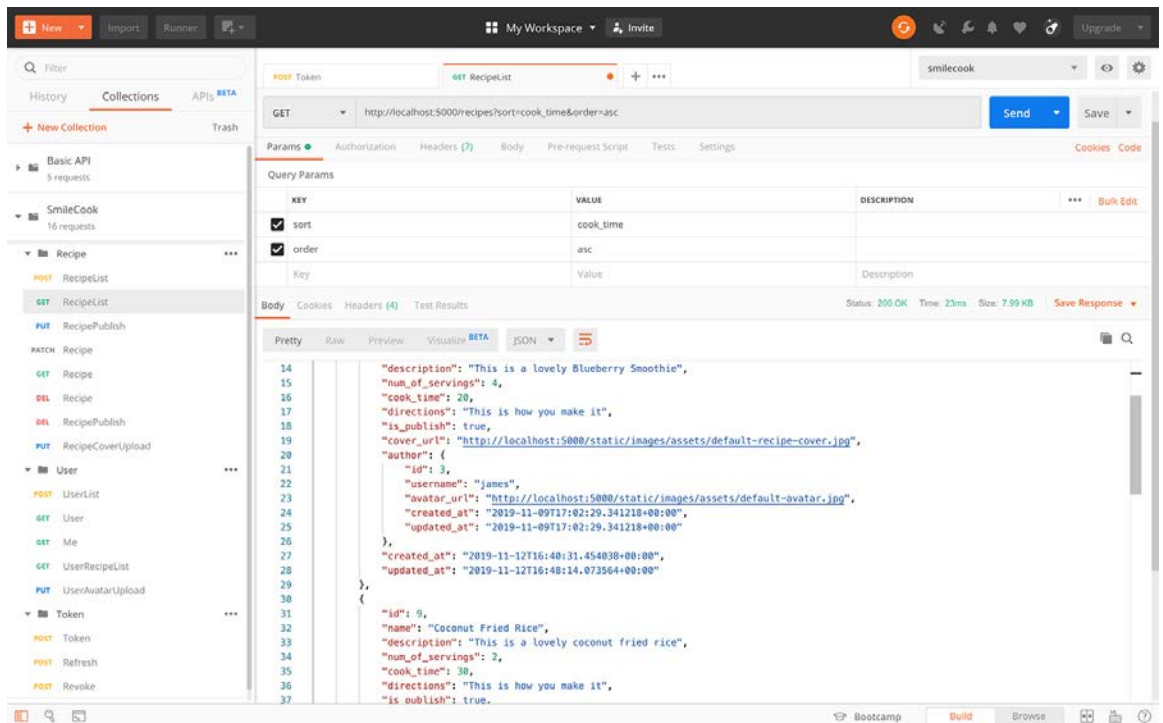 New Import Runner My Workspace Invite Upgrade
Filter
History Collections APIs BETA
+ New Collection Trash
Basic API
5 requests
SmileCook
16 requests
Recipe
POST RecipeList
GET RecipeList
PUT RecipePublish
PATCH Recipe
GET Recipe
DEL Recipe
DEL RecipePublish
PUT RecipeCoverUpload
User
POST UserList
GET User
GET Me
GET UserRecipeList
PUT UserAvatarUpload
Token
POST Token
POST Refresh
POST Revoke
POST Token GET RecipeList + ••• smilecook
GET http://localhost:5000/recipes?sort=cook_time&order=asc Send Save
Params Authorization Headers (7) Body Pre-request Script Tests Settings Cookies Code
Query Params
KEY VALUE DESCRIPTION ••• Bulk Edit
sort cook_time
order asc
Key Value Description
Body Cookies Headers (4) Test Results Status: 200 OK Time: 23ms Size: 7.99 KB Save Response
Pretty Raw Preview Visualize BETA JSON
14 "description": "This is a lovely Blueberry Smoothie",
15 "num_of_servings": 4,
16 "cook_time": 20,
17 "directions": "This is how you make it",
18 "is_publish": true,
19 "cover_url": "http://localhost:5000/static/images/assets/default-recipe-cover.jpg",
20 "author": {
21 "id": 3,
22 "username": "james",
23 "avatar_url": "http://localhost:5000/static/images/assets/default-avatar.jpg",
24 "created_at": "2019-11-09T17:02:29.341218+00:00",
25 "updated_at": "2019-11-09T17:02:29.341218+00:00"
26 },
27 "created_at": "2019-11-12T16:40:31.454038+00:00",
28 "updated_at": "2019-11-12T16:48:14.073564+00:00"
29 },
30 {
31 "id": 9,
32 "name": "Coconut Fried Rice",
33 "description": "This is a lovely coconut fried rice",
34 "num_of_servings": 2,
35 "cook_time": 30,
36 "directions": "This is how you make it",
37 "is_publish": true,
Bootcamp Build Browse